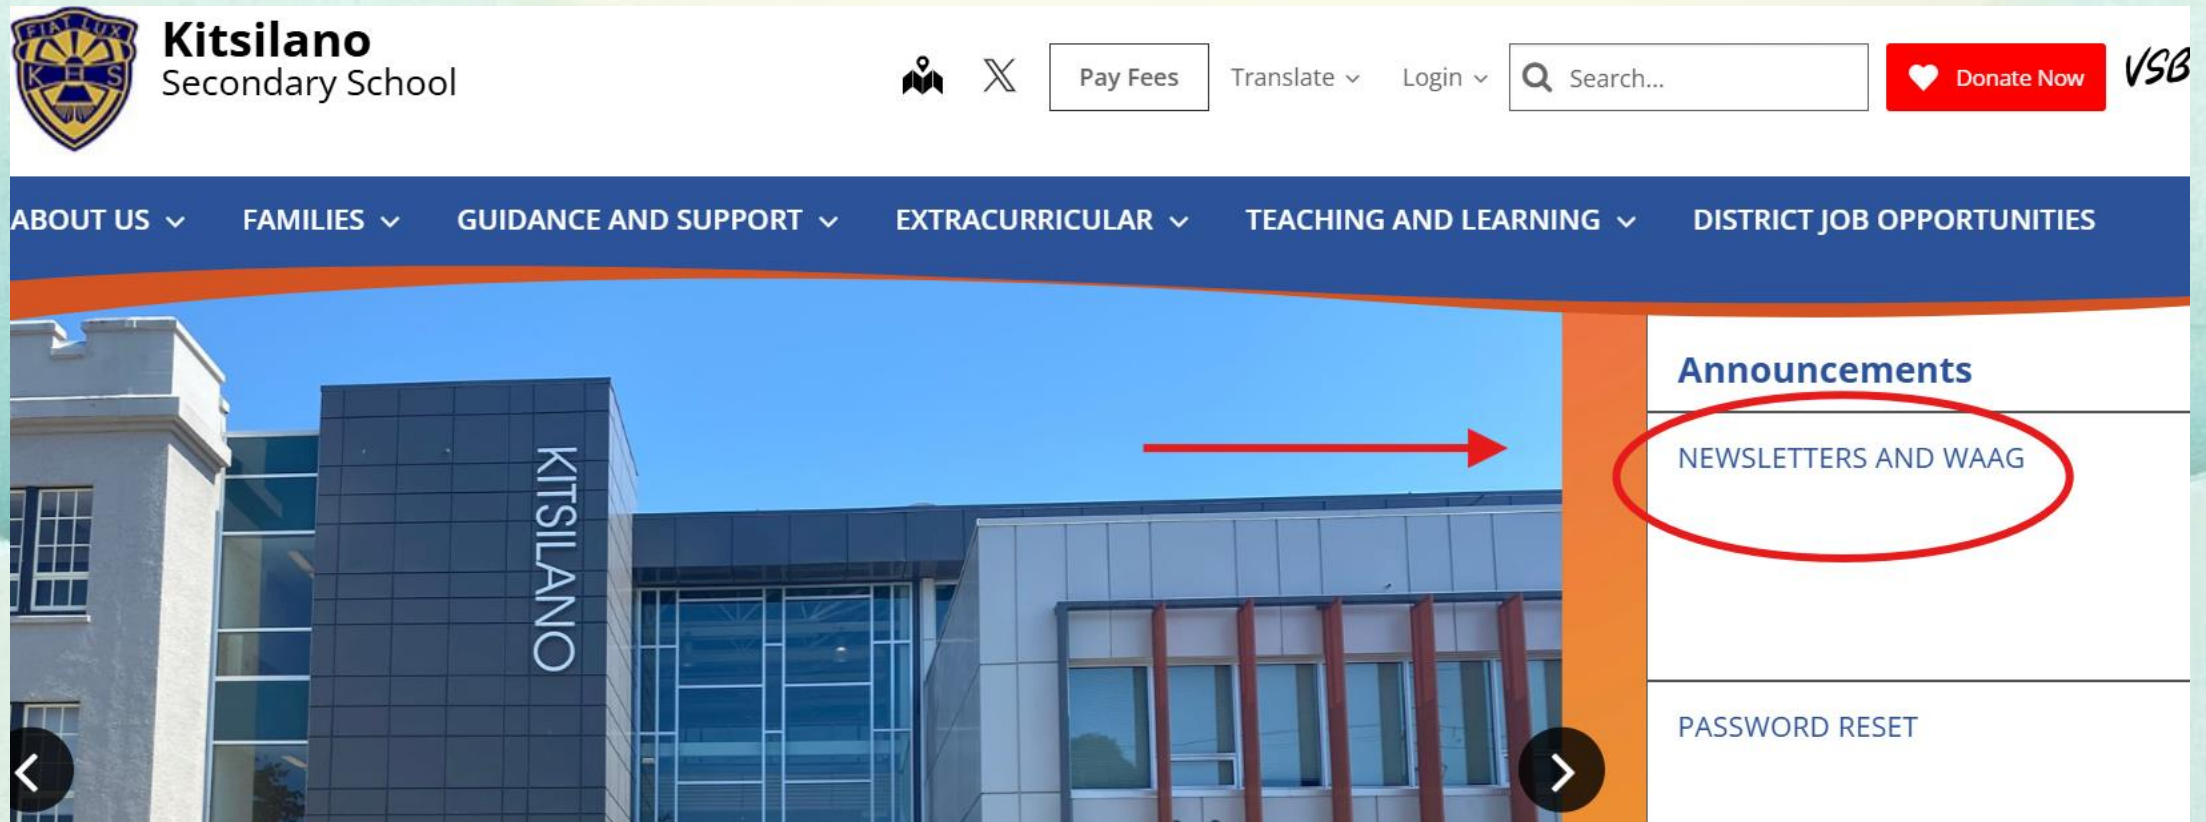 FIAT LUX
K H S
Kitsilano
Secondary School
Pay Fees
Translate
Login
Search...
Donate Now
VSB
ABOUT US
FAMILIES
GUIDANCE AND SUPPORT
EXTRACURRICULAR
TEACHING AND LEARNING
DISTRICT JOB OPPORTUNITIES
KITSILANO
Announcements
NEWSLETTERS AND WAAG
PASSWORD RESET